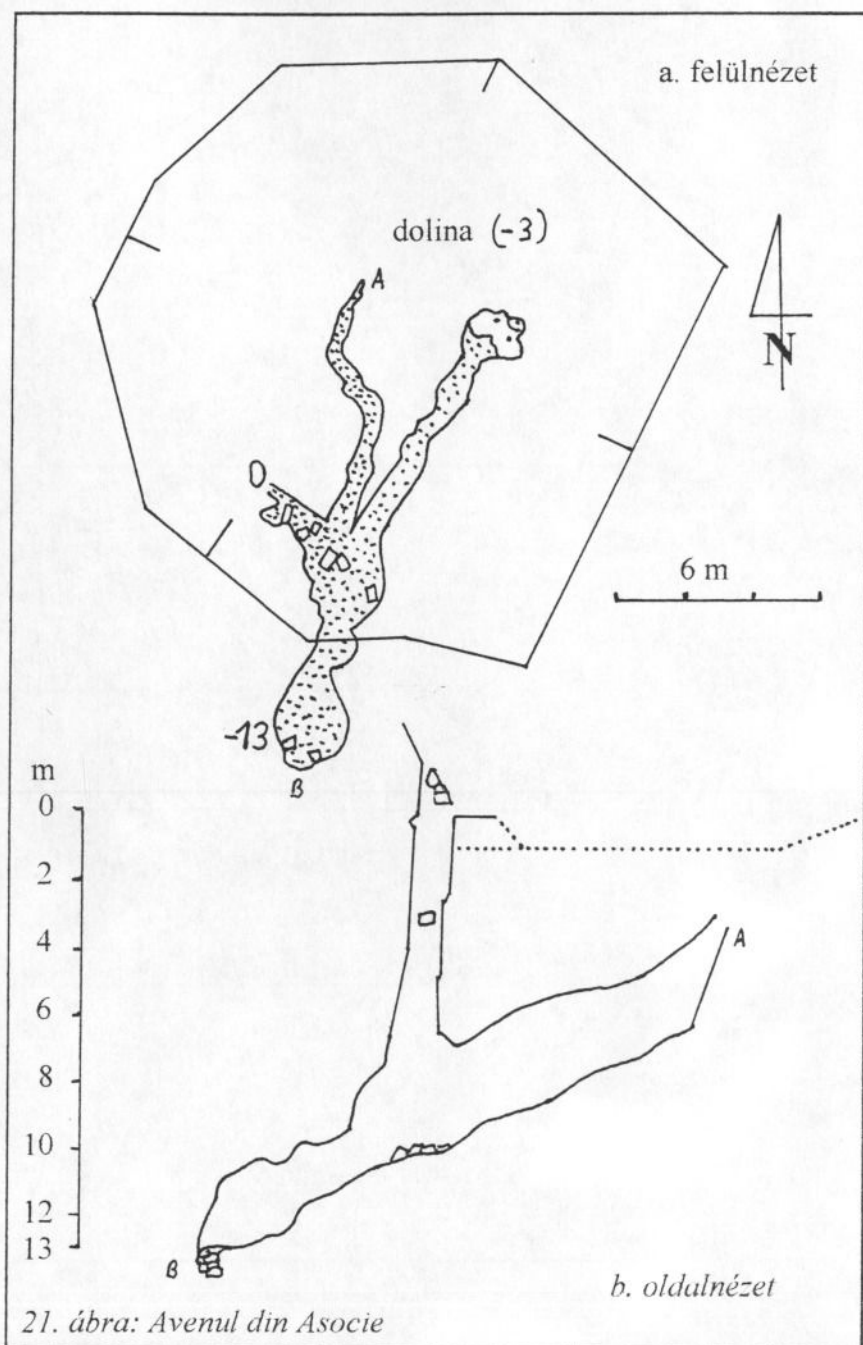 a. felülnézet
dolina (-3)
A
N
D
6 m
-13
B
m
0
2
4
6
8
10
12
13
A
B
b. oldalnézet
21. ábra: Avenul din Asocie